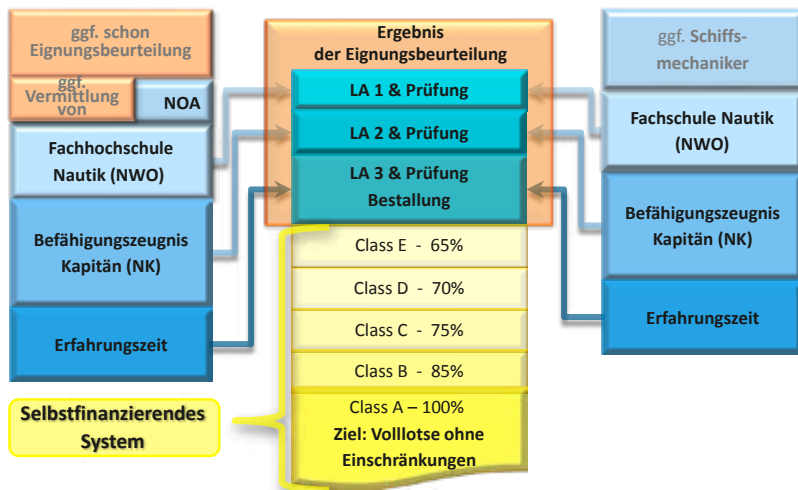 ggf. schon
Eignungsbeurteilung
ggf.
Vermittlung
von
NOA
Fachhochschule
Nautik (NWO)
Befähigungszeugnis
Kapitän (NK)
Erfahrungszeit
Selbstfinanzierendes
System
Ergebnis
der Eignungsbeurteilung
LA 1 & Prüfung
LA 2 & Prüfung
LA 3 & Prüfung
Bestallung
Class E - 65%
Class D - 70%
Class C - 75%
Class B - 85%
Class A – 100%
Ziel: Volllotse ohne
Einschränkungen
ggf. Schiffs-
mechaniker
Fachschule Nautik
(NWO)
Befähigungszeugnis
Kapitän (NK)
Erfahrungszeit